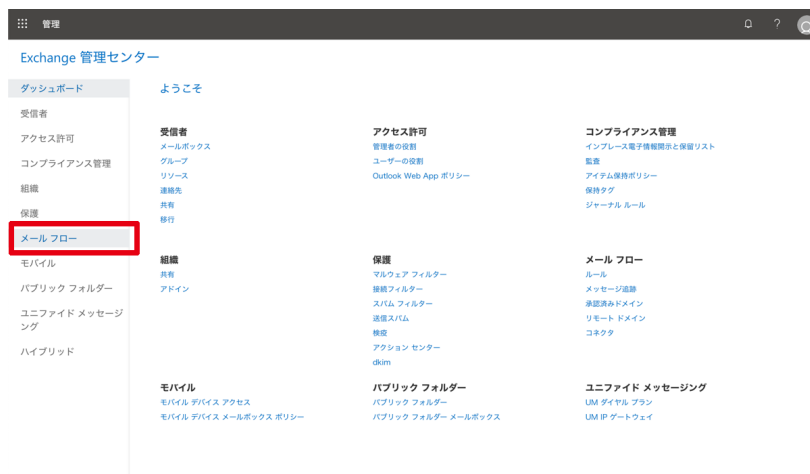 管理
?
Exchange 管理センター
ダッシュボード
受信者
アクセス許可
コンプライアンス管理
組織
保護
メール フロー
モバイル
パブリック フォルダー
ユニファイド メッセージ
ング
ハイブリッド
ようこそ
受信者
メールボックス
グループ
リソース
連絡先
共有
移行
アクセス許可
管理者の役割
ユーザーの役割
Outlook Web App ポリシー
コンプライアンス管理
インプレース電子情報開示と保留リスト
監査
アイテム保持ポリシー
保持タグ
ジャーナル ルール
組織
共有
アドイン
保護
マルウェア フィルター
接続フィルター
スパム フィルター
送信スパム
検疫
アクション センター
dkim
メール フロー
ルール
メッセージ追跡
承認済みドメイン
リモート ドメイン
コネクタ
モバイル
モバイル デバイス アクセス
モバイル デバイス メールボックス ポリシー
パブリック フォルダー
パブリック フォルダー
パブリック フォルダー メールボックス
ユニファイド メッセージング
UM ダイヤル プラン
UM IP ゲートウェイ